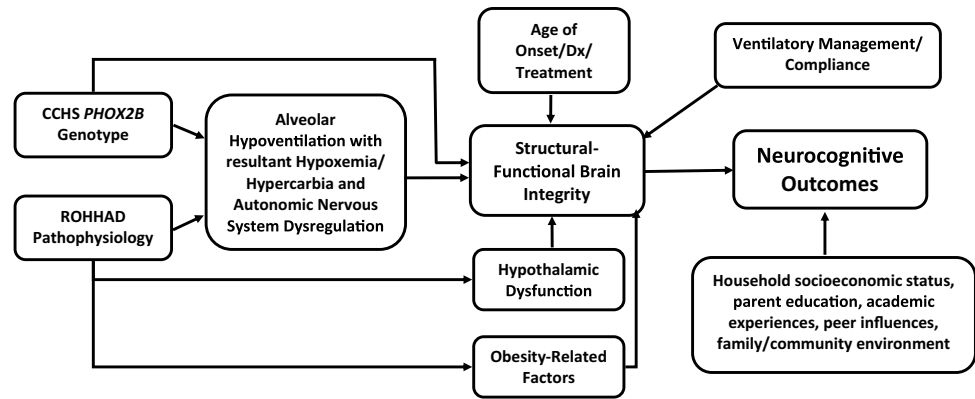 Age of
Onset/Dx/
Treatment
Ventilatory Management/
Compliance
CCHS PHOX2B
Genotype
Alveolar
Hypoventilation with
resultant Hypoxemia/
Hypercarbia and
Autonomic Nervous
System Dysregulation
Structural-
Functional Brain
Integrity
Neurocognitive
Outcomes
ROHHAD
Pathophysiology
Hypothalamic
Dysfunction
Household socioeconomic status,
parent education, academic
experiences, peer influences,
family/community environment
Obesity-Related
Factors